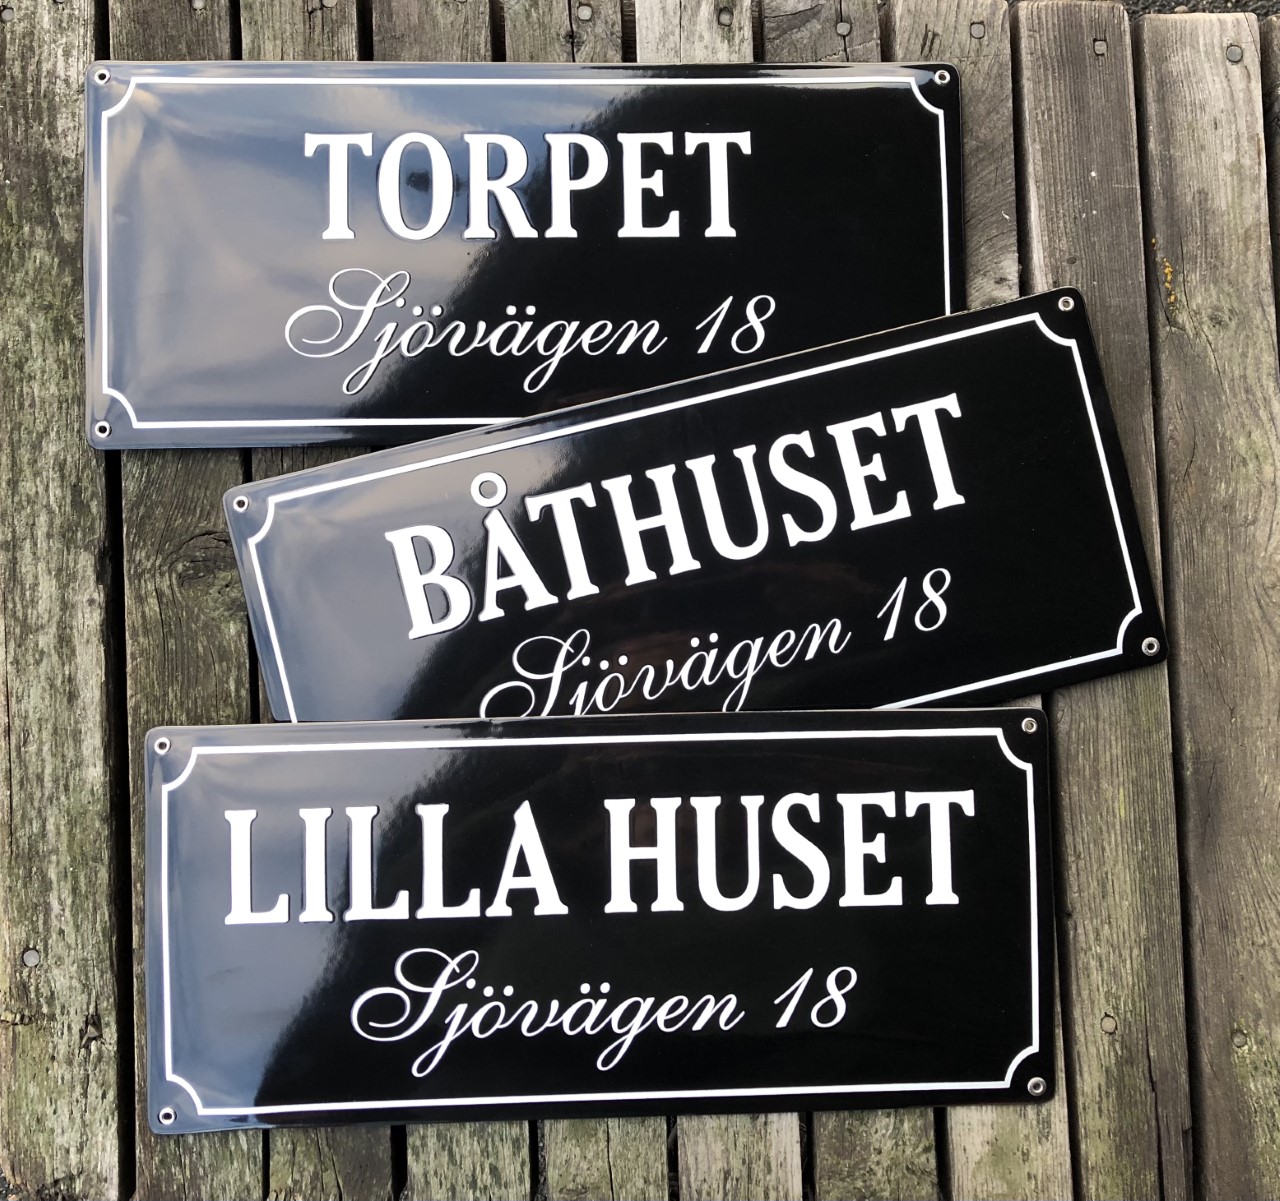 TORPET
Sjövägen 18
BÅTHUSET
Sjövägen 18
LILLA HUSET
Sjövägen 18